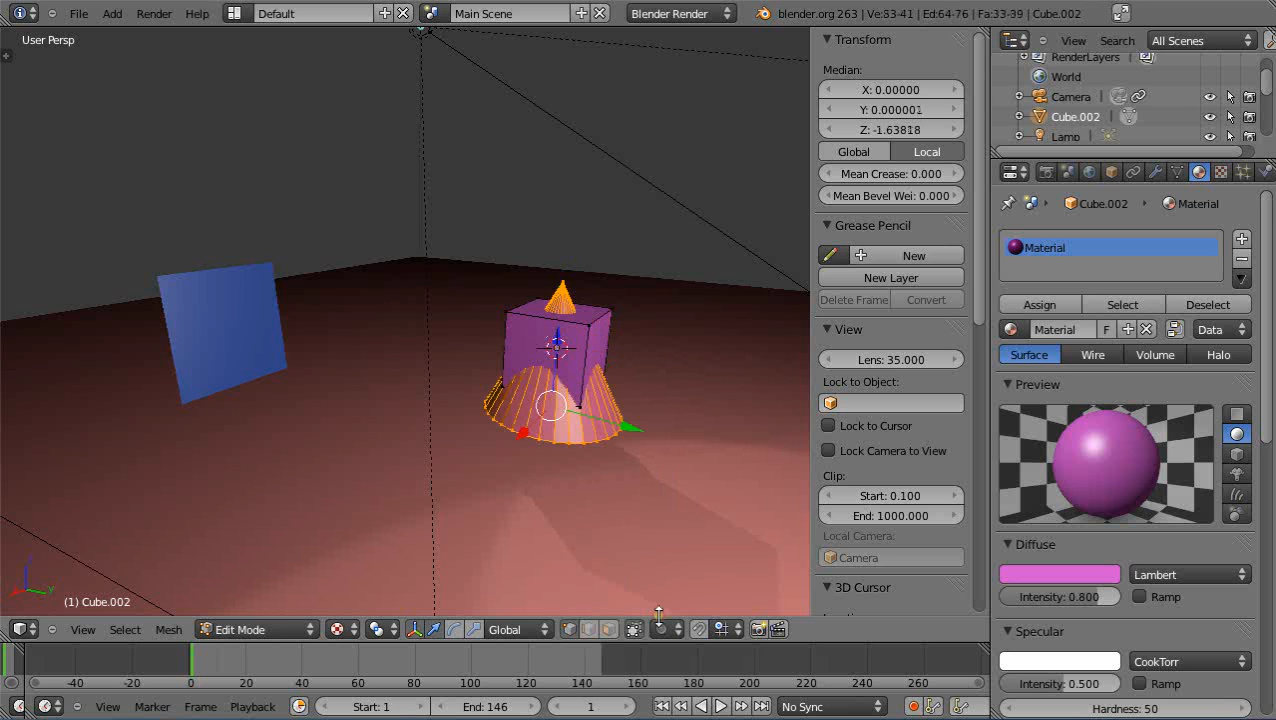 File Add Render Help Default Main Scene Blender Render blender.org 263 | Ve:83-41 | Ed:64-76 | Fa:33-39 | Cube.002
User Persp
(1) Cube.002
View Select Mesh Edit Mode Global
-40 -20 0 20 40 60 80 100 120 140 160 180 200 220 240 260
View Marker Frame Playback Start: 1 End: 146 1 No Sync
Transform
Median:
X: 0.00000
Y: 0.000001
Z: -1.63818
Global Local
Mean Crease: 0.000
Mean Bevel Wei: 0.000
Grease Pencil
New
New Layer
Delete Frame Convert
View
Lens: 35.000
Lock to Object:
Lock to Cursor
Lock Camera to View
Clip:
Start: 0.100
End: 1000.000
Local Camera:
Camera
3D Cursor
View Search All Scenes
RenderLayers
World
Camera
Cube.002
Lamp
Cube.002 Material
Material
Assign Select Deselect
Material F Data
Surface Wire Volume Halo
Preview
Diffuse
Lambert
Intensity: 0.800 Ramp
Specular
CookTorr
Intensity: 0.500 Ramp
Hardness: 50